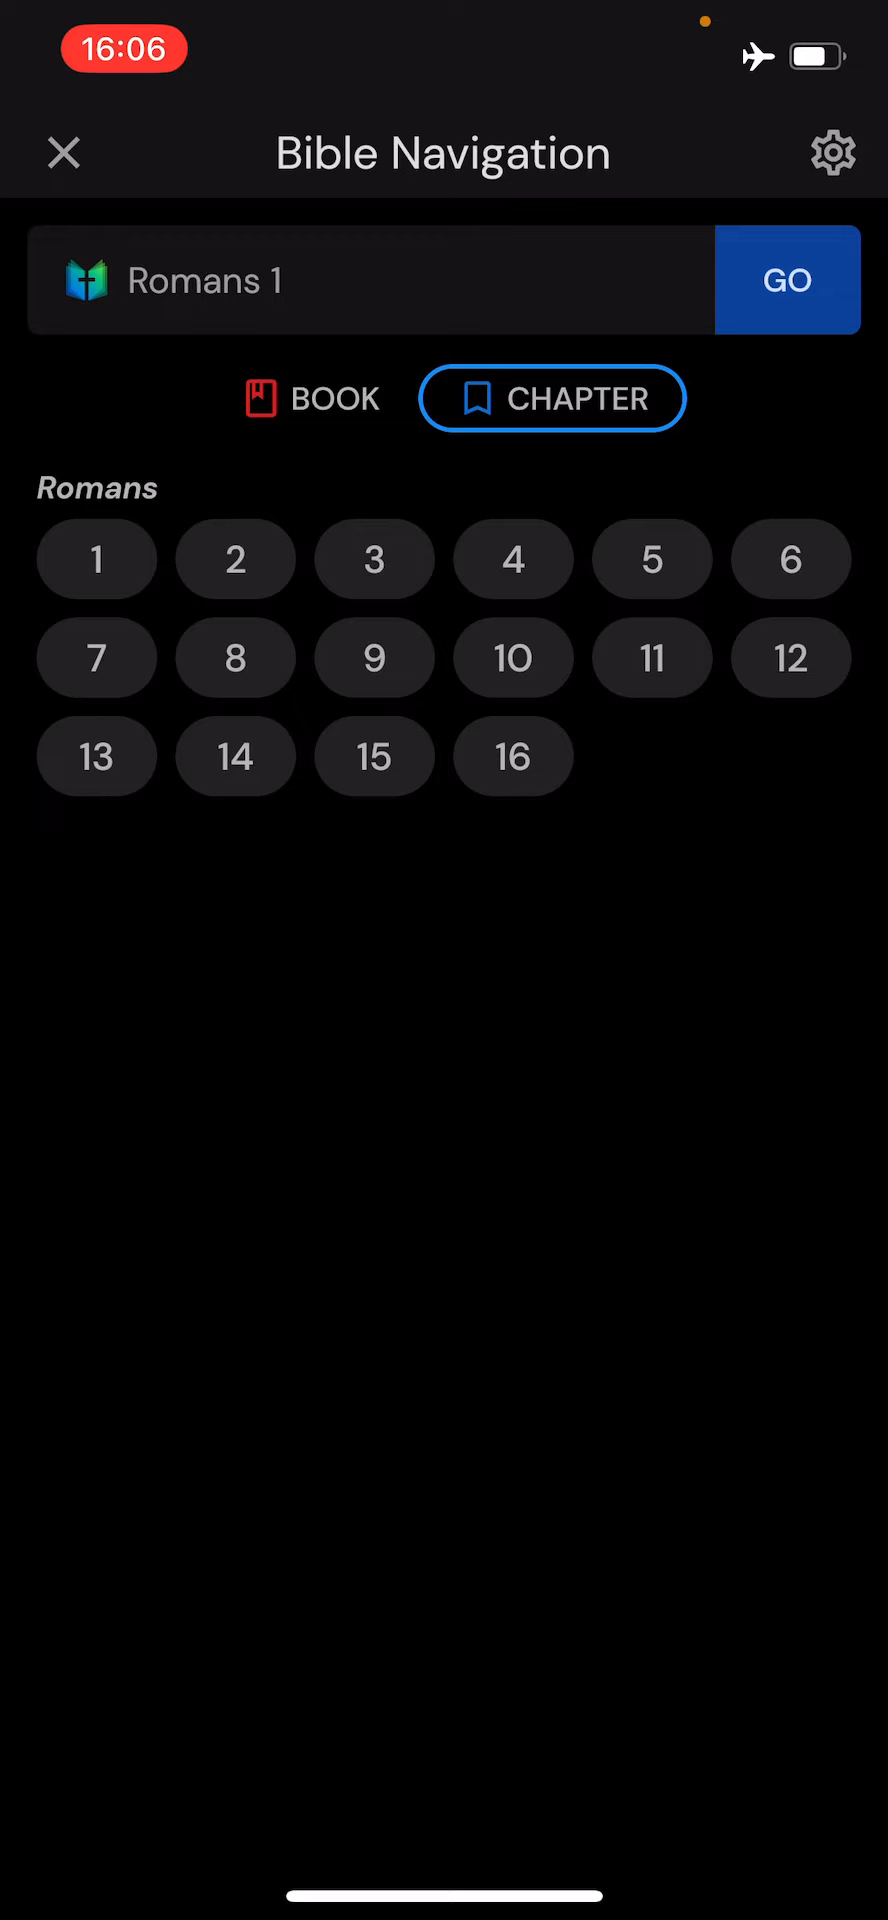 16:06
Bible Navigation
Romans 1 GO
BOOK CHAPTER
Romans
1 2 3 4 5 6
7 8 9 10 11 12
13 14 15 16